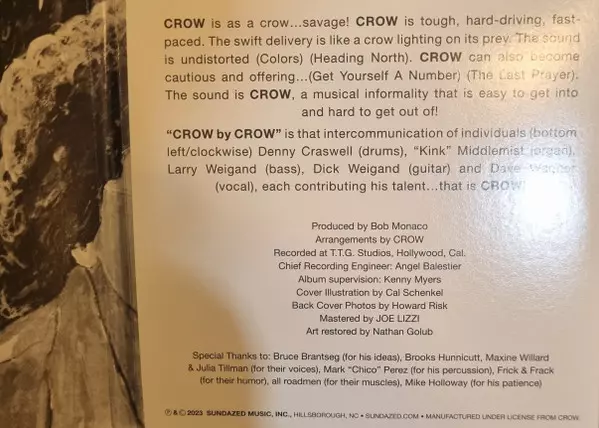 CROW is as a crow...savage! CROW is tough, hard-driving, fast-
paced. The swift delivery is like a crow lighting on its prey. The sound
is undistorted (Colors) (Heading North). CROW can also become
cautious and offering...(Get Yourself A Number) (The Last Prayer).
The sound is CROW, a musical informality that is easy to get into
and hard to get out of!
“CROW by CROW” is that intercommunication of individuals (bottom
left/clockwise) Denny Craswell (drums), “Kink” Middlemist (organ),
Larry Weigand (bass), Dick Weigand (guitar) and Dave
(vocal), each contributing his talent...that is CROW
Produced by Bob Monaco
Arrangements by CROW
Recorded at T.T.G. Studios, Hollywood, Cal.
Chief Recording Engineer: Angel Balestier
Album supervision: Kenny Myers
Cover Illustration by Cal Schenkel
Back Cover Photos by Howard Risk
Mastered by JOE LIZZI
Art restored by Nathan Golub
Special Thanks to: Bruce Brantseg (for his ideas), Brooks Hunnicutt, Maxine Willard
& Julia Tillman (for their voices), Mark “Chico” Perez (for his percussion), Frick & Frack
(for their humor), all roadmen (for their muscles), Mike Holloway (for his patience)
℗ & © 2023 SUNDAZED MUSIC, INC., HILLSBOROUGH, NC • SUNDAZED.COM • MANUFACTURED UNDER LICENSE FROM CROW.